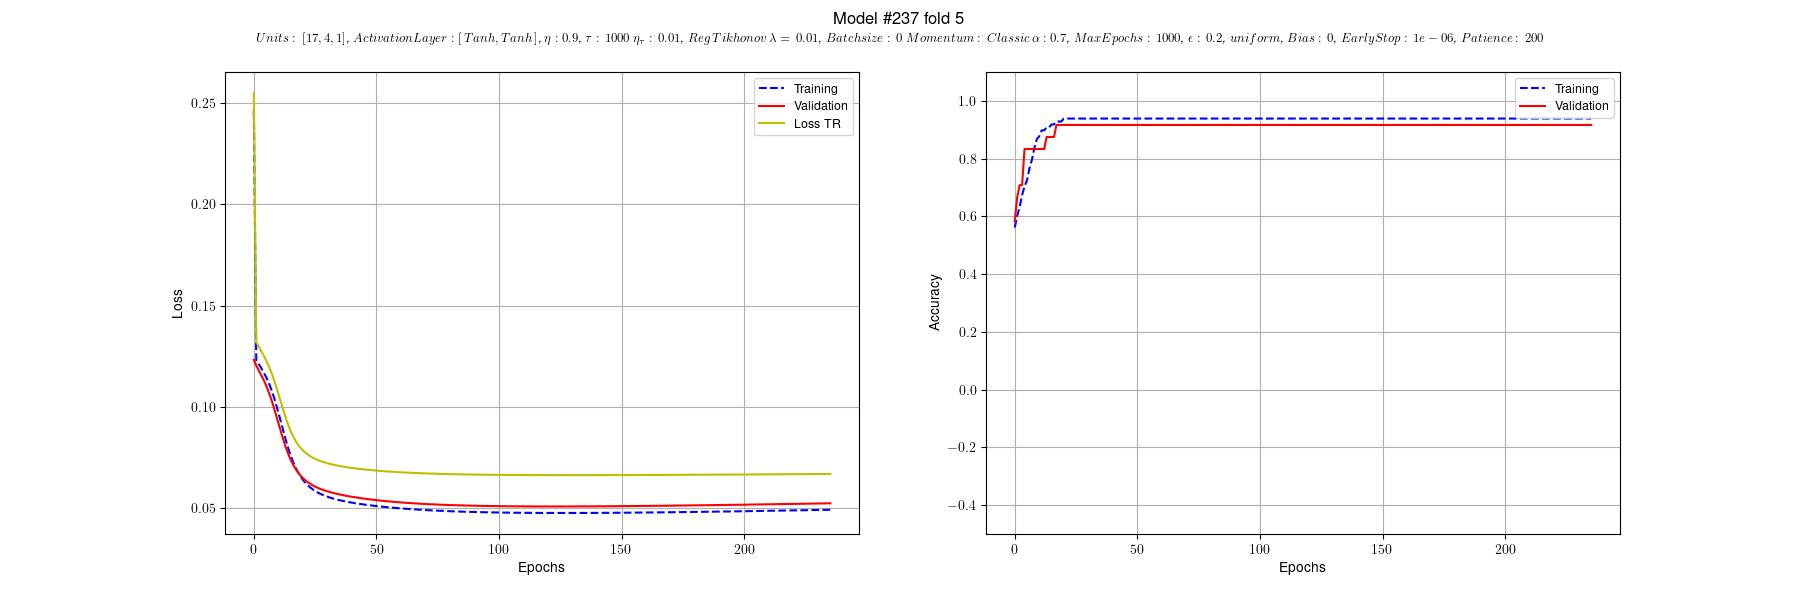 Model #237 fold 5
Units : [17, 4, 1], ActivationLayer : [Tanh, Tanh], η : 0.9, τ : 1000 η_τ : 0.01, RegTikhonov λ = 0.01, Batchsize : 0 Momentum : Classic α : 0.7, MaxEpochs : 1000, ϵ : 0.2, uniform, Bias : 0, EarlyStop : 1e − 06, Patience : 200
Training
Validation
Loss TR
0.25
0.20
0.15
0.10
0.05
Loss
0 50 100 150 200
Epochs
Training
Validation
1.0
0.8
0.6
0.4
0.2
0.0
−0.2
−0.4
Accuracy
0 50 100 150 200
Epochs